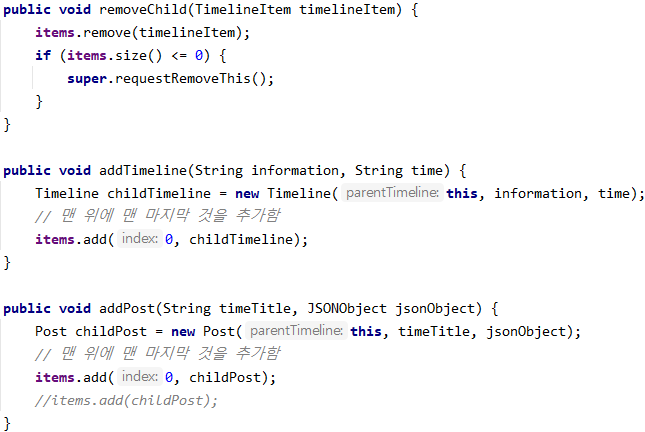 public void removeChild(TimelineItem timelineItem) {
items.remove(timelineItem);
if (items.size() <= 0) {
super.requestRemoveThis();
}
}
public void addTimeline(String information, String time) {
Timeline childTimeline = new Timeline( parentTimeline: this, information, time);
// 맨 위에 맨 마지막 것을 추가함
items.add( index: 0, childTimeline);
}
public void addPost(String timeTitle, JSONObject jsonObject) {
Post childPost = new Post( parentTimeline: this, timeTitle, jsonObject);
// 맨 위에 맨 마지막 것을 추가함
items.add( index: 0, childPost);
//items.add(childPost);
}